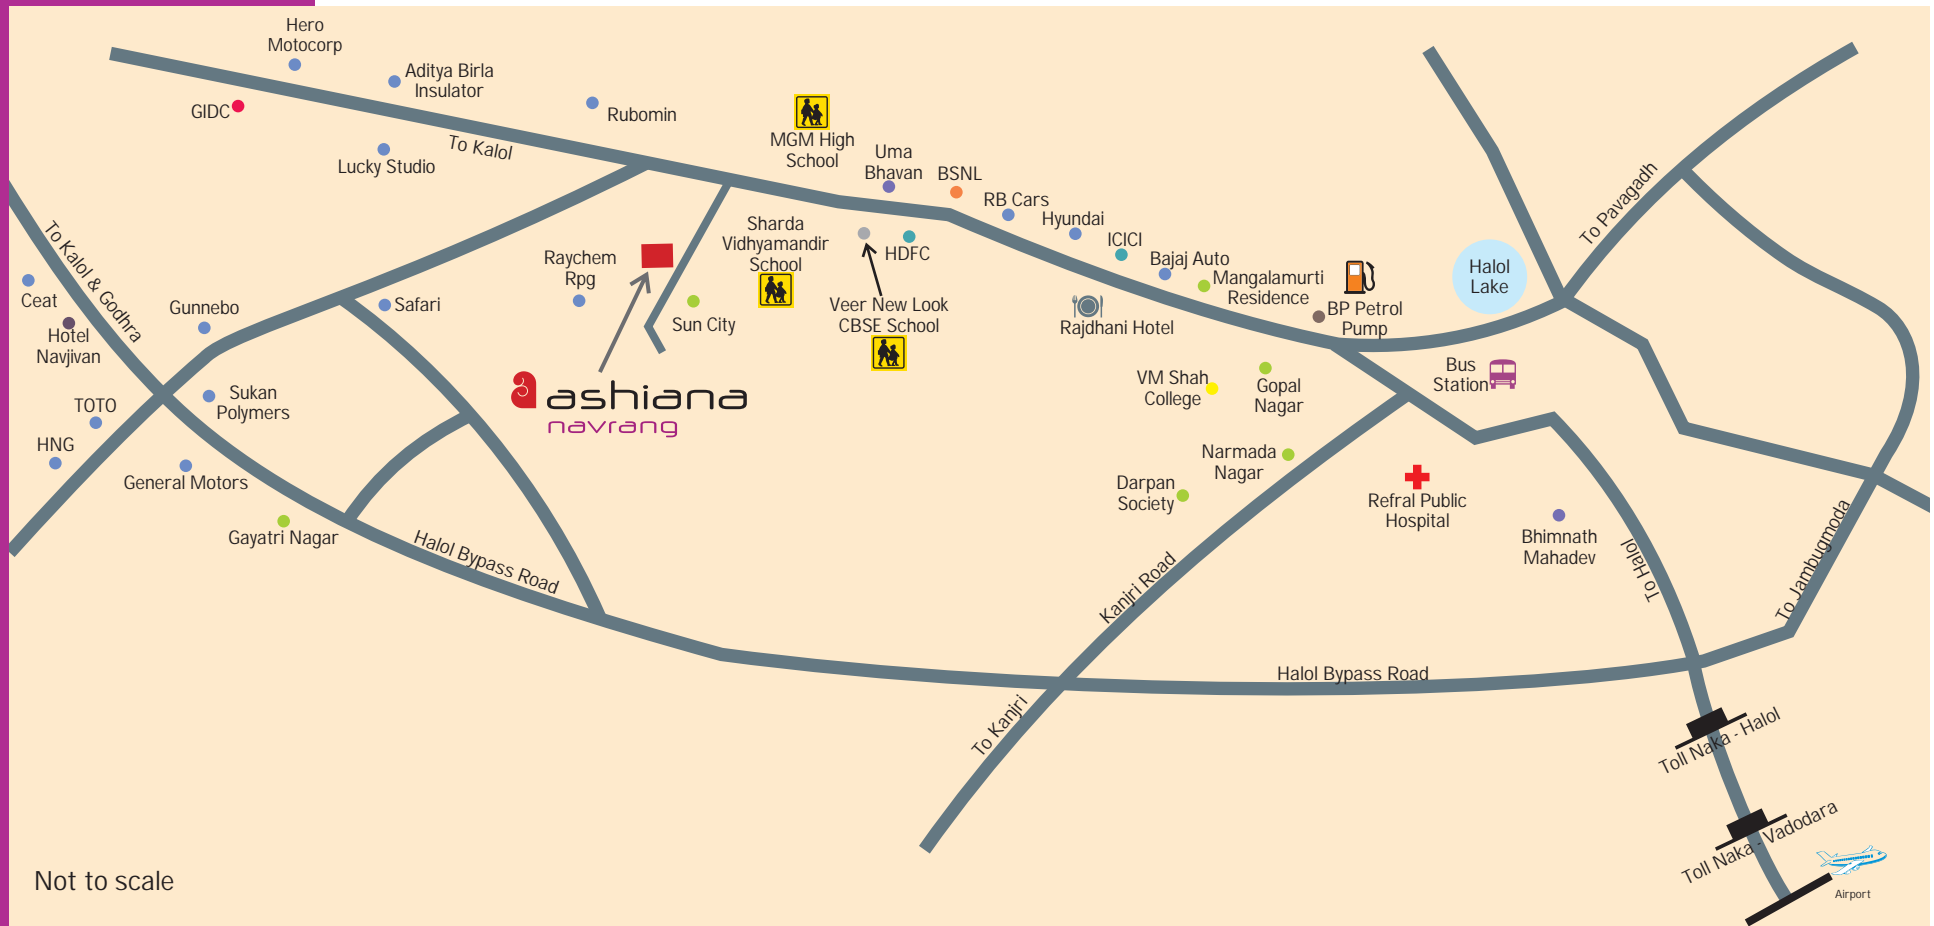 Hero
Motocorp
Aditya Birla
Insulator
GIDC
Rubomin
Lucky Studio
To Kalol
MGM High
School
Uma
Bhavan
BSNL
RB Cars
Hyundai
ICICI
Bajaj Auto
Mangalamurti
Residence
BP Petrol
Pump
Halol
Lake
To Pavagadh
Sharda
Vidhyamandir
School
HDFC
Veer New Look
CBSE School
Raychem
Rpg
Sun City
Rajdhani Hotel
To Kalol & Godhra
Ceat
Hotel
Navjivan
Gunnebo
Safari
Sukan
Polymers
TOTO
HNG
General Motors
Gayatri Nagar
ashiana
navrang
VM Shah
College
Gopal
Nagar
Bus
Station
Narmada
Nagar
Darpan
Society
Refral Public
Hospital
Bhimnath
Mahadev
To Halol
To Jambugmoda
Halol Bypass Road
Kanjri Road
Halol Bypass Road
To Kanjri
Toll Naka - Halol
Toll Naka - Vadodara
Airport
Not to scale